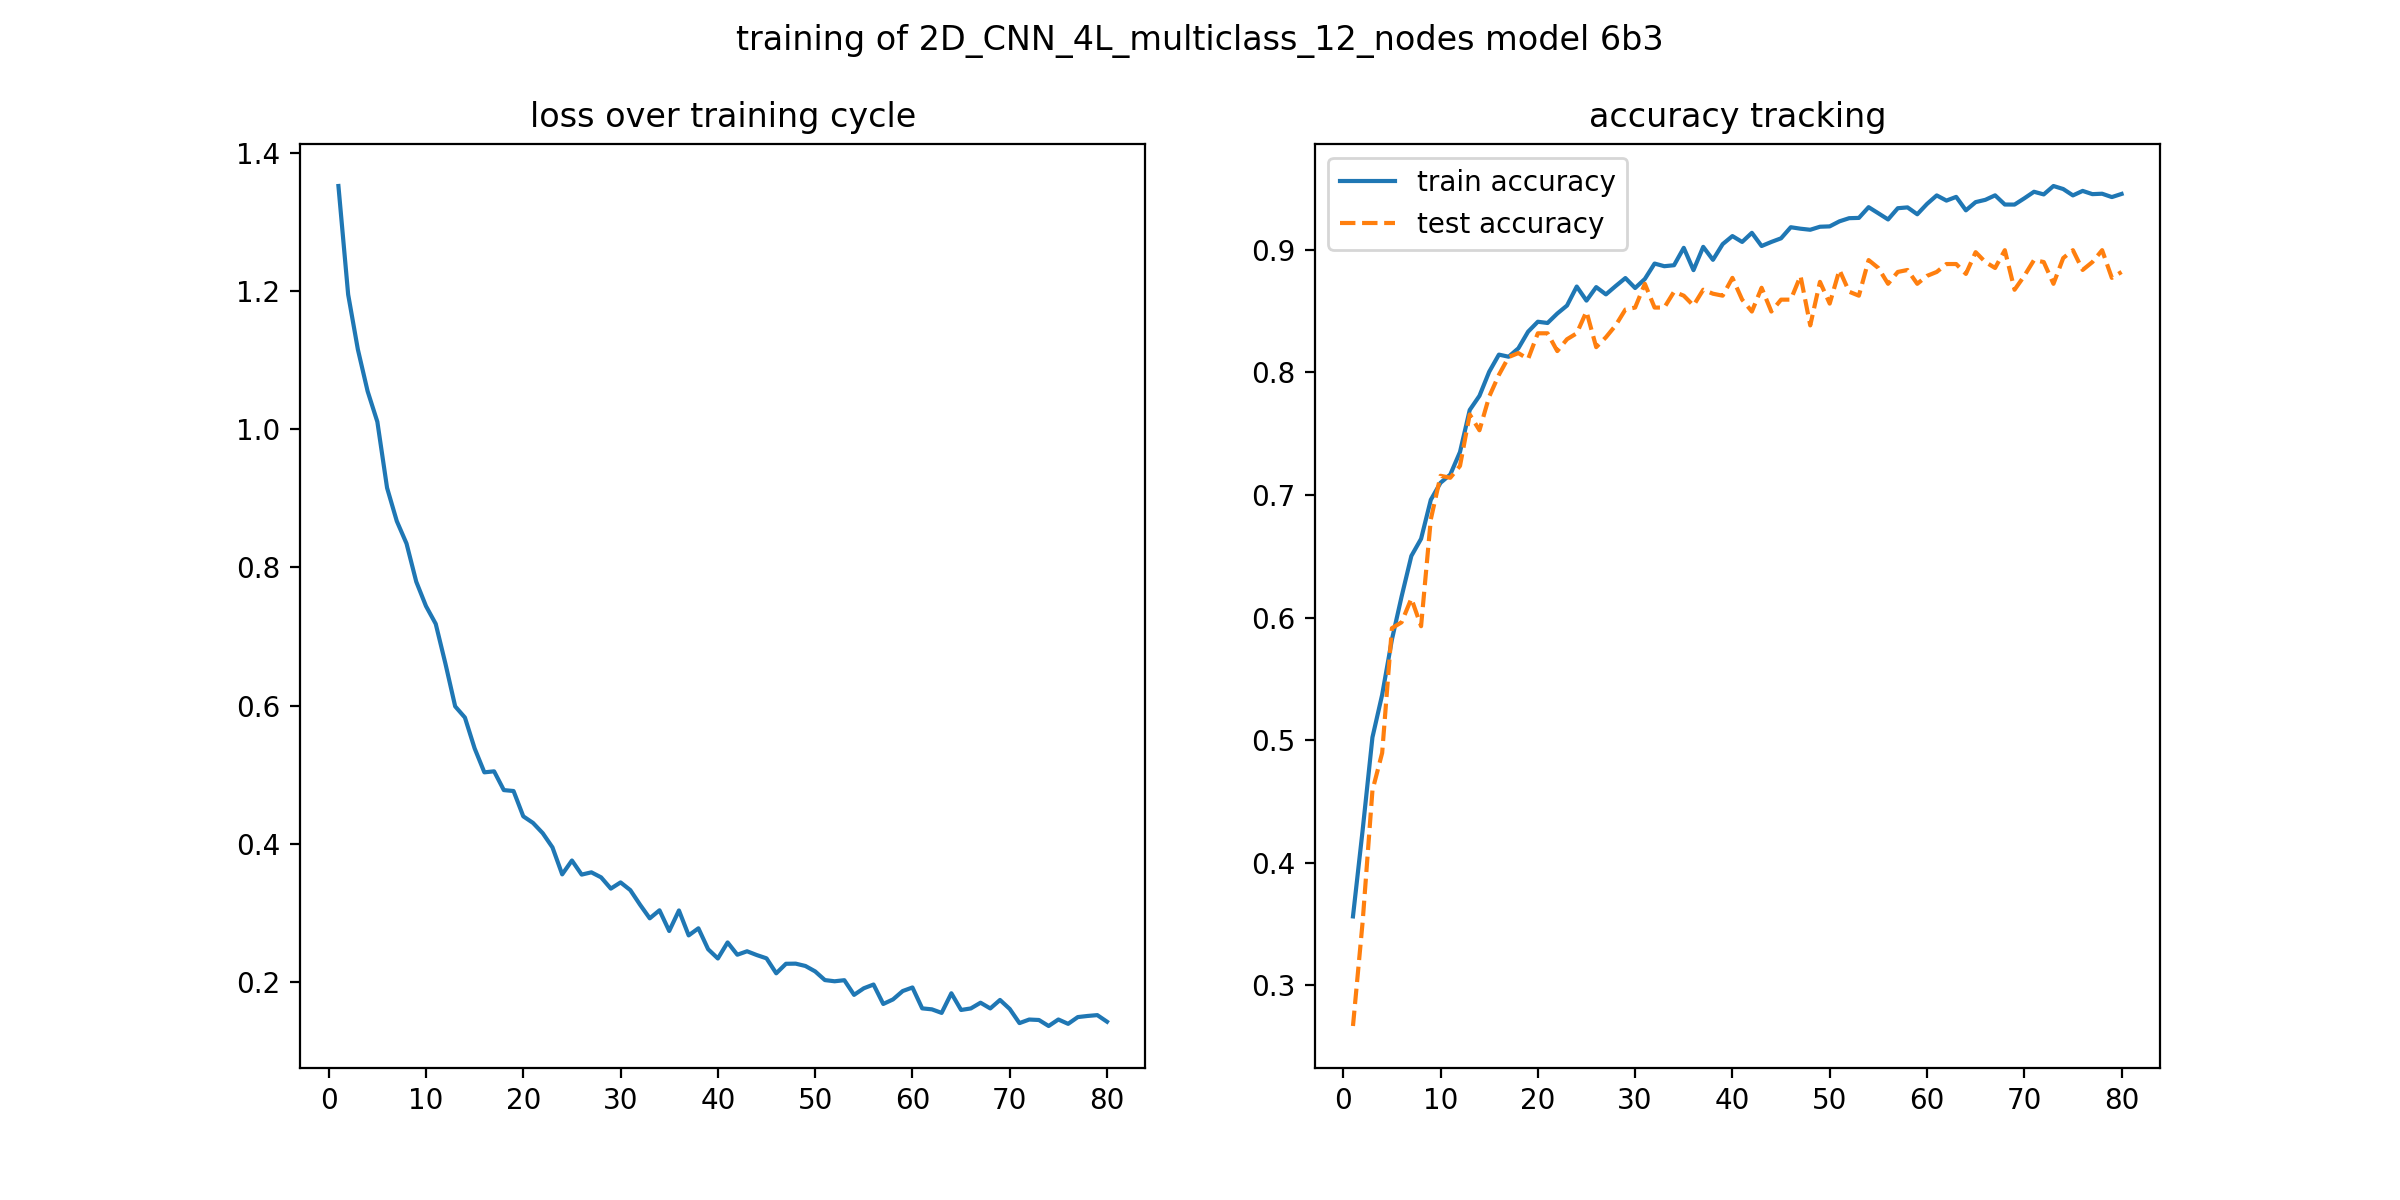 training of 2D_CNN_4L_multiclass_12_nodes model 6b3
loss over training cycle
1.4
1.2
1.0
0.8
0.6
0.4
0.2
0 10 20 30 40 50 60 70 80
accuracy tracking
train accuracy
test accuracy
0.9
0.8
0.7
0.6
0.5
0.4
0.3
0 10 20 30 40 50 60 70 80